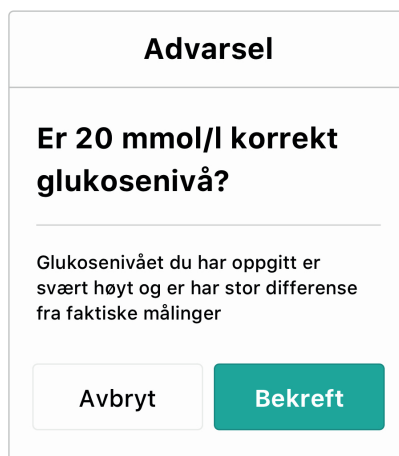 Advarsel
Er 20 mmol/l korrekt
glukosenivå?
Glukosenivået du har oppgitt er
svært høyt og er har stor differense
fra faktiske målinger
Avbryt
Bekreft